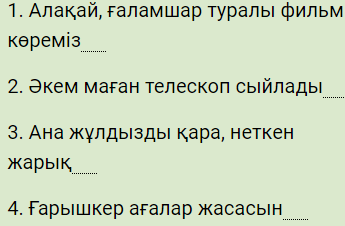 1. Алақай, ғаламшар туралы фильм
көреміз
2. Әкем маған телескоп сыйлады
3. Ана жұлдызды қара, неткен
жарық
4. Ғарышкер ағалар жасасын